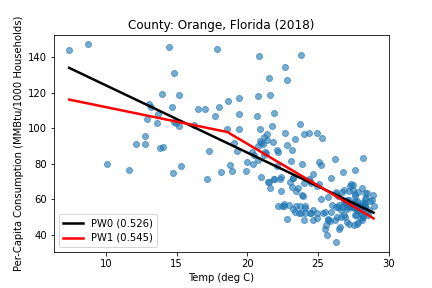 County: Orange, Florida (2018)
Per-Capita Consumption (MMBtu/1000 Households)
140
120
100
80
60
40
PW0 (0.526)
PW1 (0.545)
10
15
20
25
30
Temp (deg C)